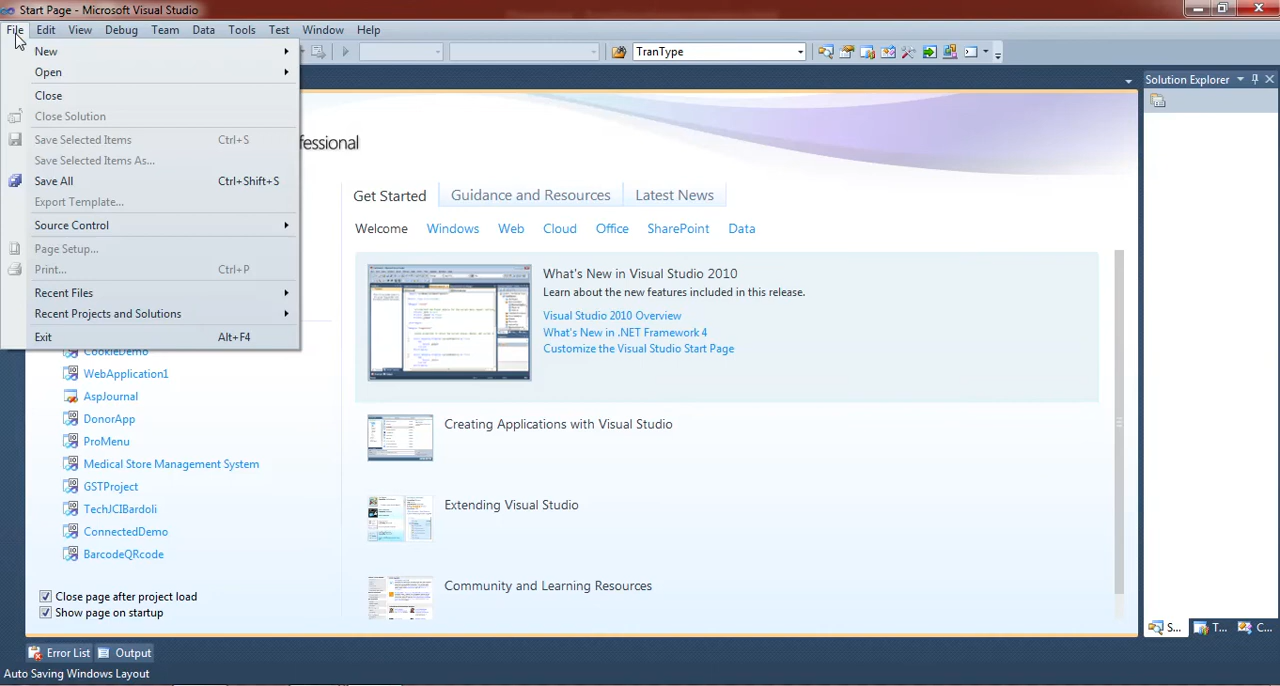 Start Page - Microsoft Visual Studio
File Edit View Debug Team Data Tools Test Window Help
TranType
New
Open
Close
Close Solution
Save Selected Items Ctrl+S
Save Selected Items As...
Save All Ctrl+Shift+S
Export Template...
Source Control
Page Setup...
Print... Ctrl+P
Recent Files
Recent Projects and Solutions
Exit Alt+F4
fessional
CookieDemo
WebApplication1
AspJournal
DonorApp
ProMenu
Medical Store Management System
GSTProject
TechJCIBardoli
ConnectedDemo
BarcodeQRcode
Close page after project load
Show page on startup
Get Started Guidance and Resources Latest News
Welcome Windows Web Cloud Office SharePoint Data
What's New in Visual Studio 2010
Learn about the new features included in this release.
Visual Studio 2010 Overview
What's New in .NET Framework 4
Customize the Visual Studio Start Page
Creating Applications with Visual Studio
Extending Visual Studio
Community and Learning Resources
Solution Explorer
S... T... C...
Error List Output
Auto Saving Windows Layout